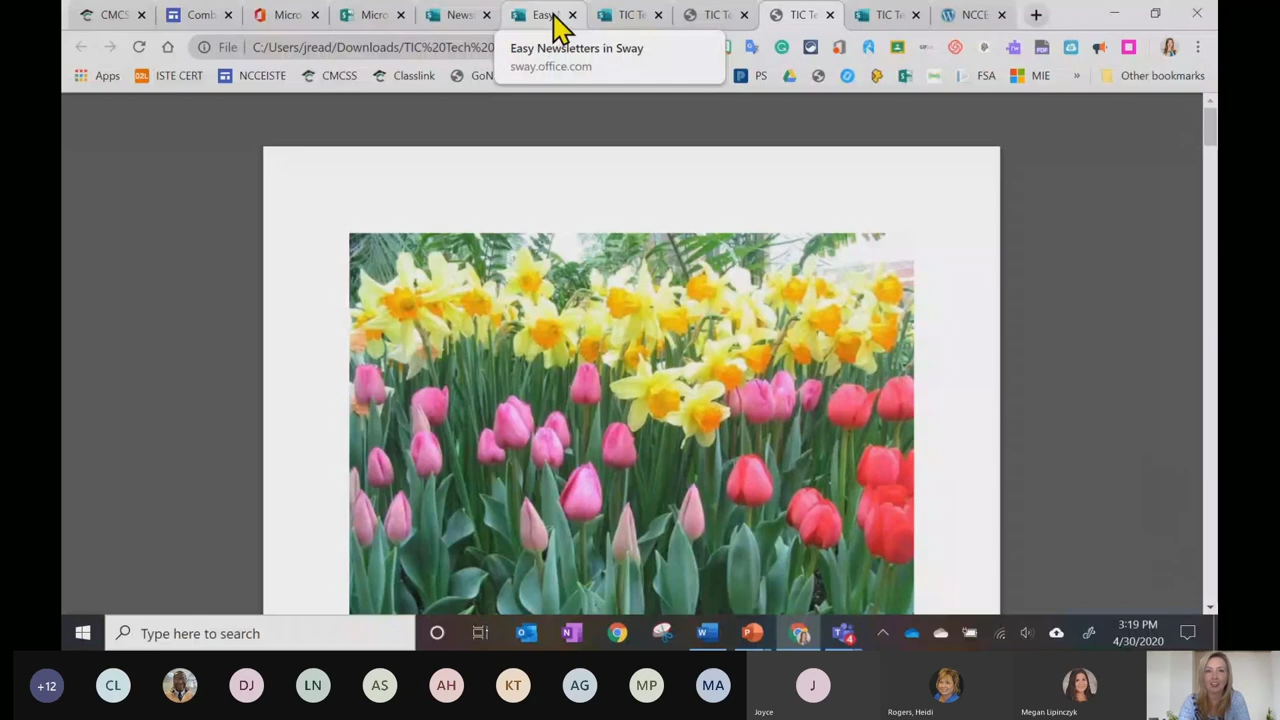 CMCS Comb Micro Micro News Easy TIC Te TIC Te TIC Te TIC Te NCCE
File C:/Users/jread/Downloads/TIC%20Tech%20
Easy Newsletters in Sway
sway.office.com
Apps ISTE CERT NCCEISTE CMCSS Classlink GoN PS FSA MIE » Other bookmarks
Type here to search
3:19 PM
4/30/2020
+12 CL DJ LN AS AH KT AG MP MA J
Joyce Rogers, Heidi Megan Lipinczyk